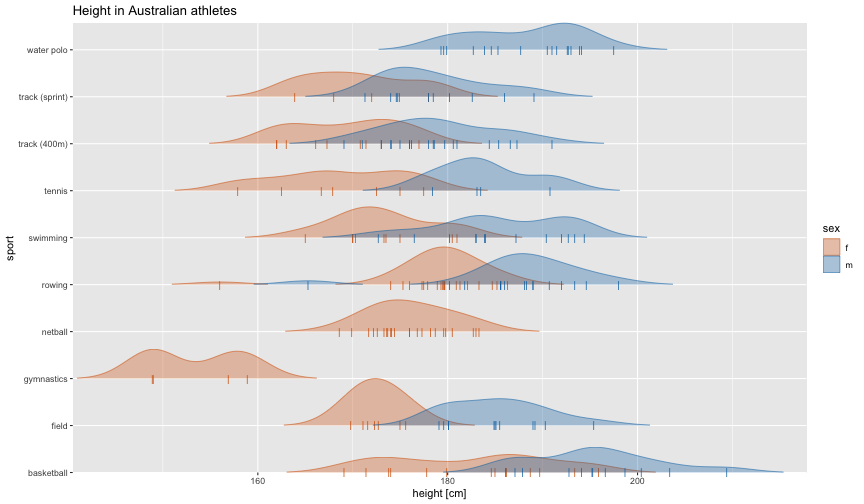 Height in Australian athletes
water polo
track (sprint)
track (400m)
tennis
swimming
rowing
netball
gymnastics
field
basketball
sport
160
180
200
height [cm]
sex
f
m